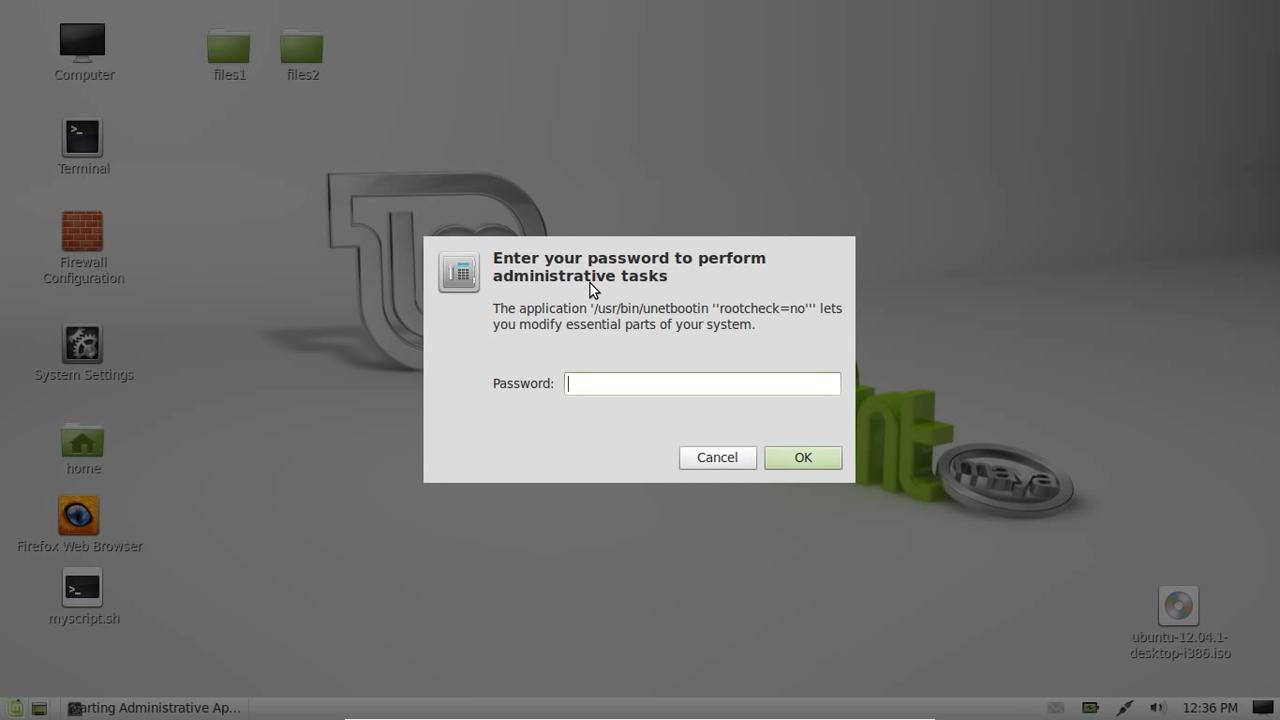 Computer
files1
files2
Terminal
Firewall
Configuration
System Settings
home
Firefox Web Browser
myscript.sh
Enter your password to perform
administrative tasks
The application '/usr/bin/unetbootin ''rootcheck=no''' lets
you modify essential parts of your system.
Password:
Cancel
OK
maya
ubuntu-12.04.1-
desktop-i386.iso
arting Administrative Ap...
12:36 PM